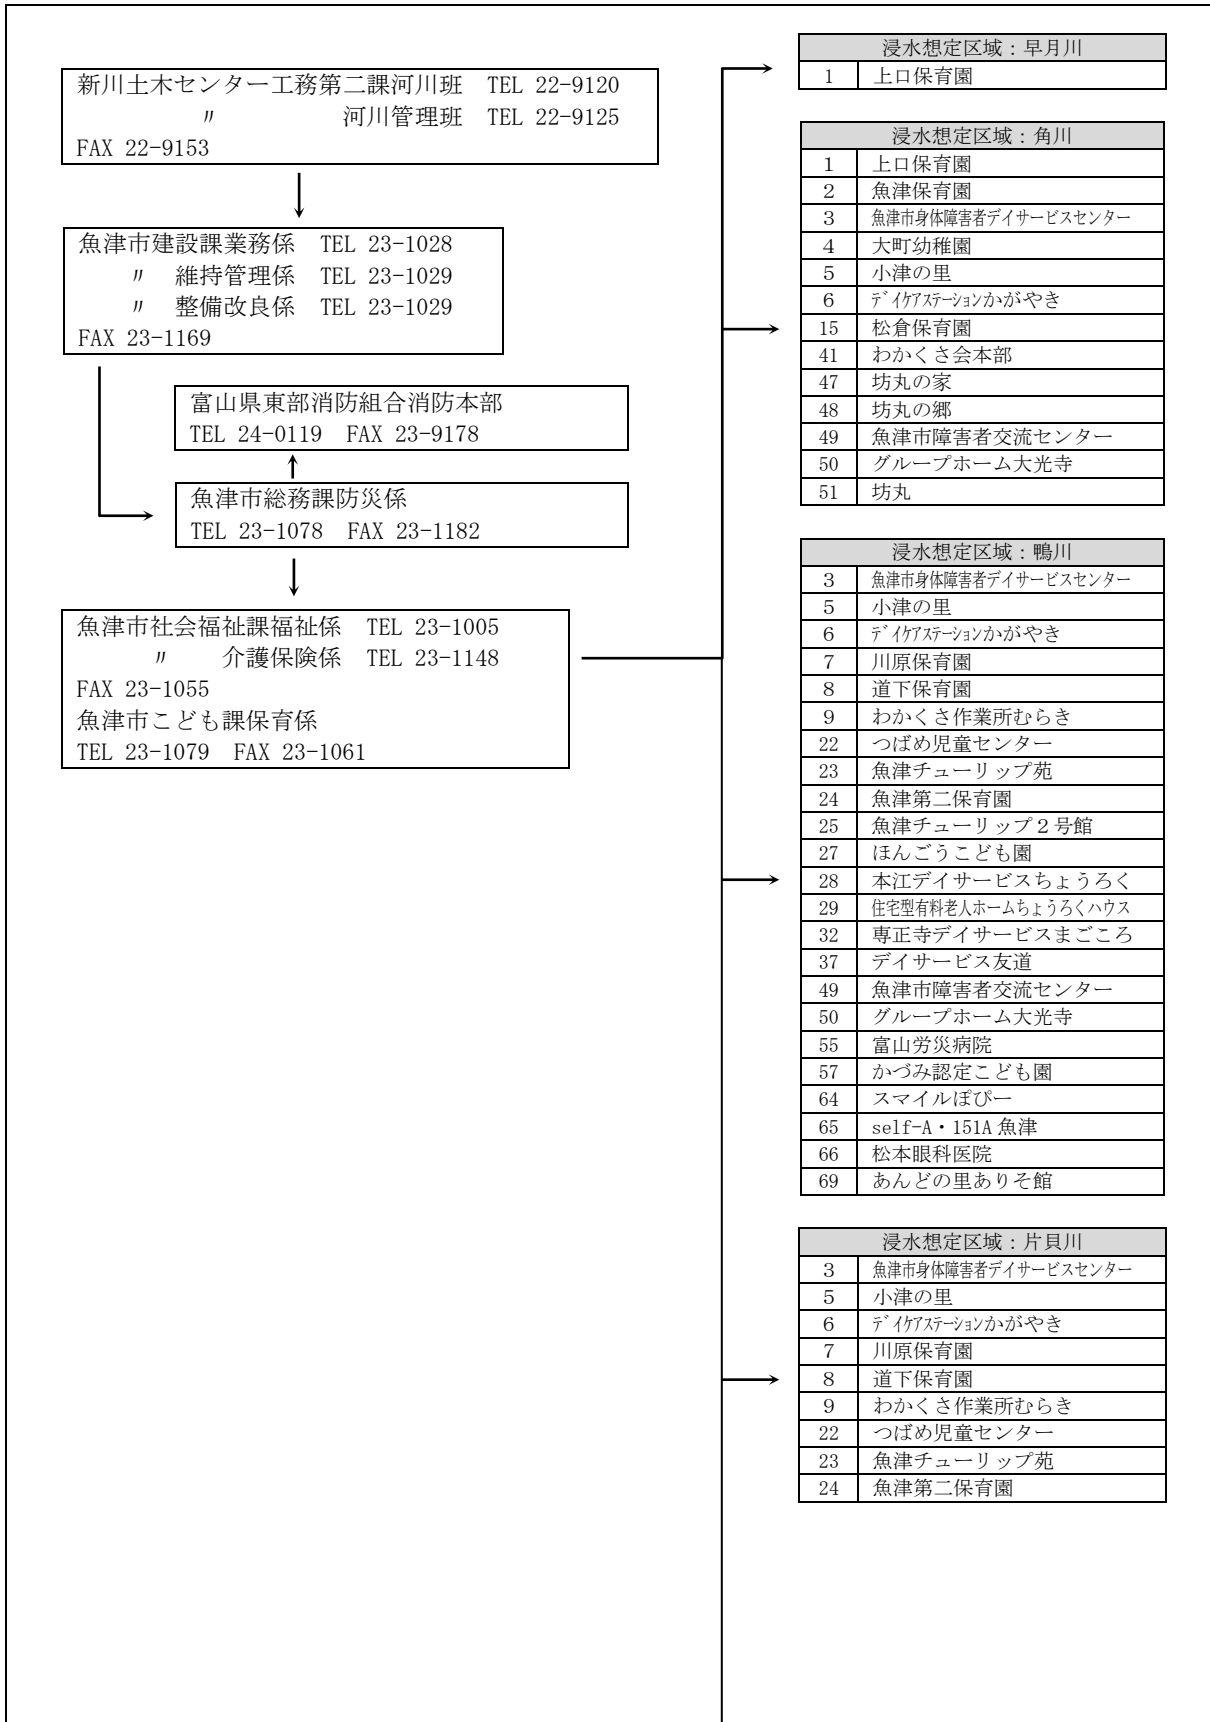 新川土木センター工務第二課河川班　TEL 22-9120
〃　河川管理班　TEL 22-9125
FAX 22-9153
魚津市建設課業務係　TEL 23-1028
〃　維持管理係　TEL 23-1029
〃　整備改良係　TEL 23-1029
FAX 23-1169
富山県東部消防組合消防本部
TEL 24-0119　FAX 23-9178
魚津市総務課防災係
TEL 23-1078　FAX 23-1182
魚津市社会福祉課福祉係　TEL 23-1005
〃　介護保険係　TEL 23-1148
FAX 23-1055
魚津市こども課保育係
TEL 23-1079　FAX 23-1061
浸水想定区域：早月川
1　上口保育園
浸水想定区域：角川
1　上口保育園
2　魚津保育園
3　魚津市身体障害者デイサービスセンター
4　大町幼稚園
5　小津の里
6　ﾃﾞｲｹｱｽﾃｰｼｮﾝかがやき
15　松倉保育園
41　わかくさ会本部
47　坊丸の家
48　坊丸の郷
49　魚津市障害者交流センター
50　グループホーム大光寺
51　坊丸
浸水想定区域：鴨川
3　魚津市身体障害者デイサービスセンター
5　小津の里
6　ﾃﾞｲｹｱｽﾃｰｼｮﾝかがやき
7　川原保育園
8　道下保育園
9　わかくさ作業所むらき
22　つばめ児童センター
23　魚津チューリップ苑
24　魚津第二保育園
25　魚津チューリップ２号館
27　ほんごうこども園
28　本江デイサービスちょうろく
29　住宅型有料老人ホームちょうろくハウス
32　専正寺デイサービスまごころ
37　デイサービス友道
49　魚津市障害者交流センター
50　グループホーム大光寺
55　富山労災病院
57　かづみ認定こども園
64　スマイルぽぴー
65　self-A・151A 魚津
66　松本眼科医院
69　あんどの里ありそ館
浸水想定区域：片貝川
3　魚津市身体障害者デイサービスセンター
5　小津の里
6　ﾃﾞｲｹｱｽﾃｰｼｮﾝかがやき
7　川原保育園
8　道下保育園
9　わかくさ作業所むらき
22　つばめ児童センター
23　魚津チューリップ苑
24　魚津第二保育園